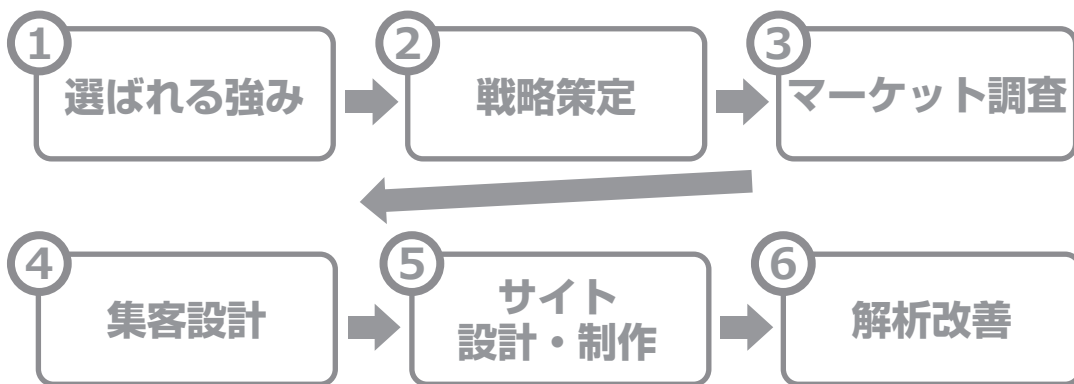 ①
選ばれる強み
②
戦略策定
③
マーケット調査
④
集客設計
⑤
サイト
設計・制作
⑥
解析改善